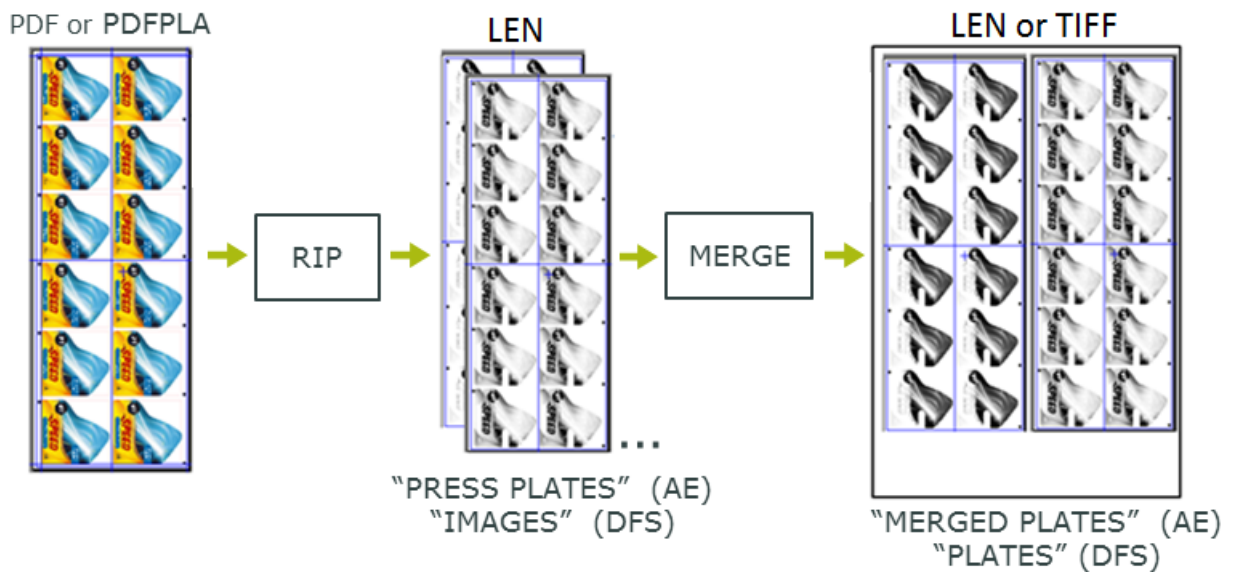 PDF or PDFPLA
LEN
LEN or TIFF
RIP
MERGE
SPEED
...
“PRESS PLATES” (AE)
“IMAGES” (DFS)
“MERGED PLATES” (AE)
“PLATES” (DFS)